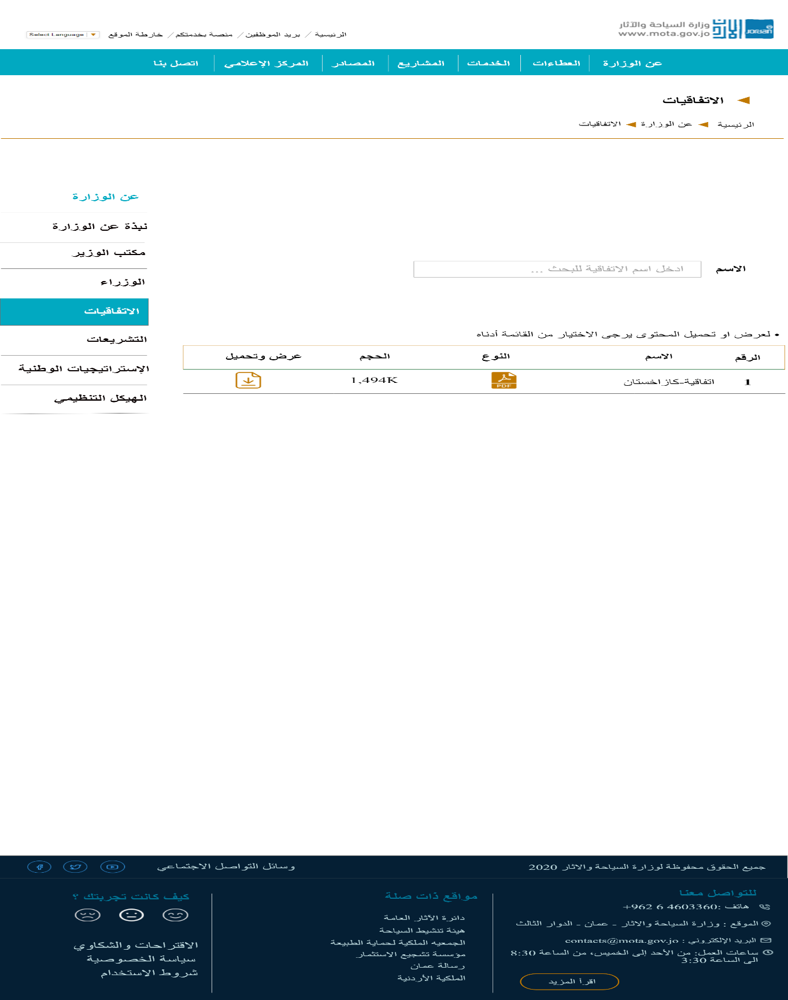 وزارة السياحة والآثار
www.mota.gov.jo
JORDAN
الأردن
الرئيسية / بريد الموظفين / منصة بخدمتكم / خارطة الموقع
Select Language
عن الوزارة | العطاءات | الخدمات | المشاريع | المصادر | المركز الإعلامي | اتصل بنا
الاتفاقيات
الرئيسية عن الوزارة الاتفاقيات
عن الوزارة
نبذة عن الوزارة
مكتب الوزير
الوزراء
الاتفاقيات
التشريعات
الإستراتيجيات الوطنية
الهيكل التنظيمي
الاسم
ادخل اسم الاتفاقية للبحث ...
• لعرض او تحميل المحتوى يرجى الاختيار من القائمة أدناه
الرقم الاسم النوع الحجم عرض وتحميل
1 اتفاقية-كازاخستان PDF 1,494K
جميع الحقوق محفوظة لوزارة السياحة والاثار 2020
وسائل التواصل الاجتماعي
للتواصل معنا
هاتف :4603360 6 962+
الموقع : وزارة السياحة والاثار - عمان - الدوار الثالث
البريد الإلكتروني : contacts@mota.gov.jo
ساعات العمل: من الأحد إلى الخميس، من الساعة 8:30
الى الساعة 3:30
اقرأ المزيد
مواقع ذات صلة
دائرة الآثار العامة
هيئة تنشيط السياحة
الجمعيه الملكية لحماية الطبيعة
مؤسسة تشجيع الاستثمار
رسالة عمان
الملكية الأردنية
كيف كانت تجربتك ؟
الاقتراحات والشكاوي
سياسة الخصوصية
شروط الاستخدام